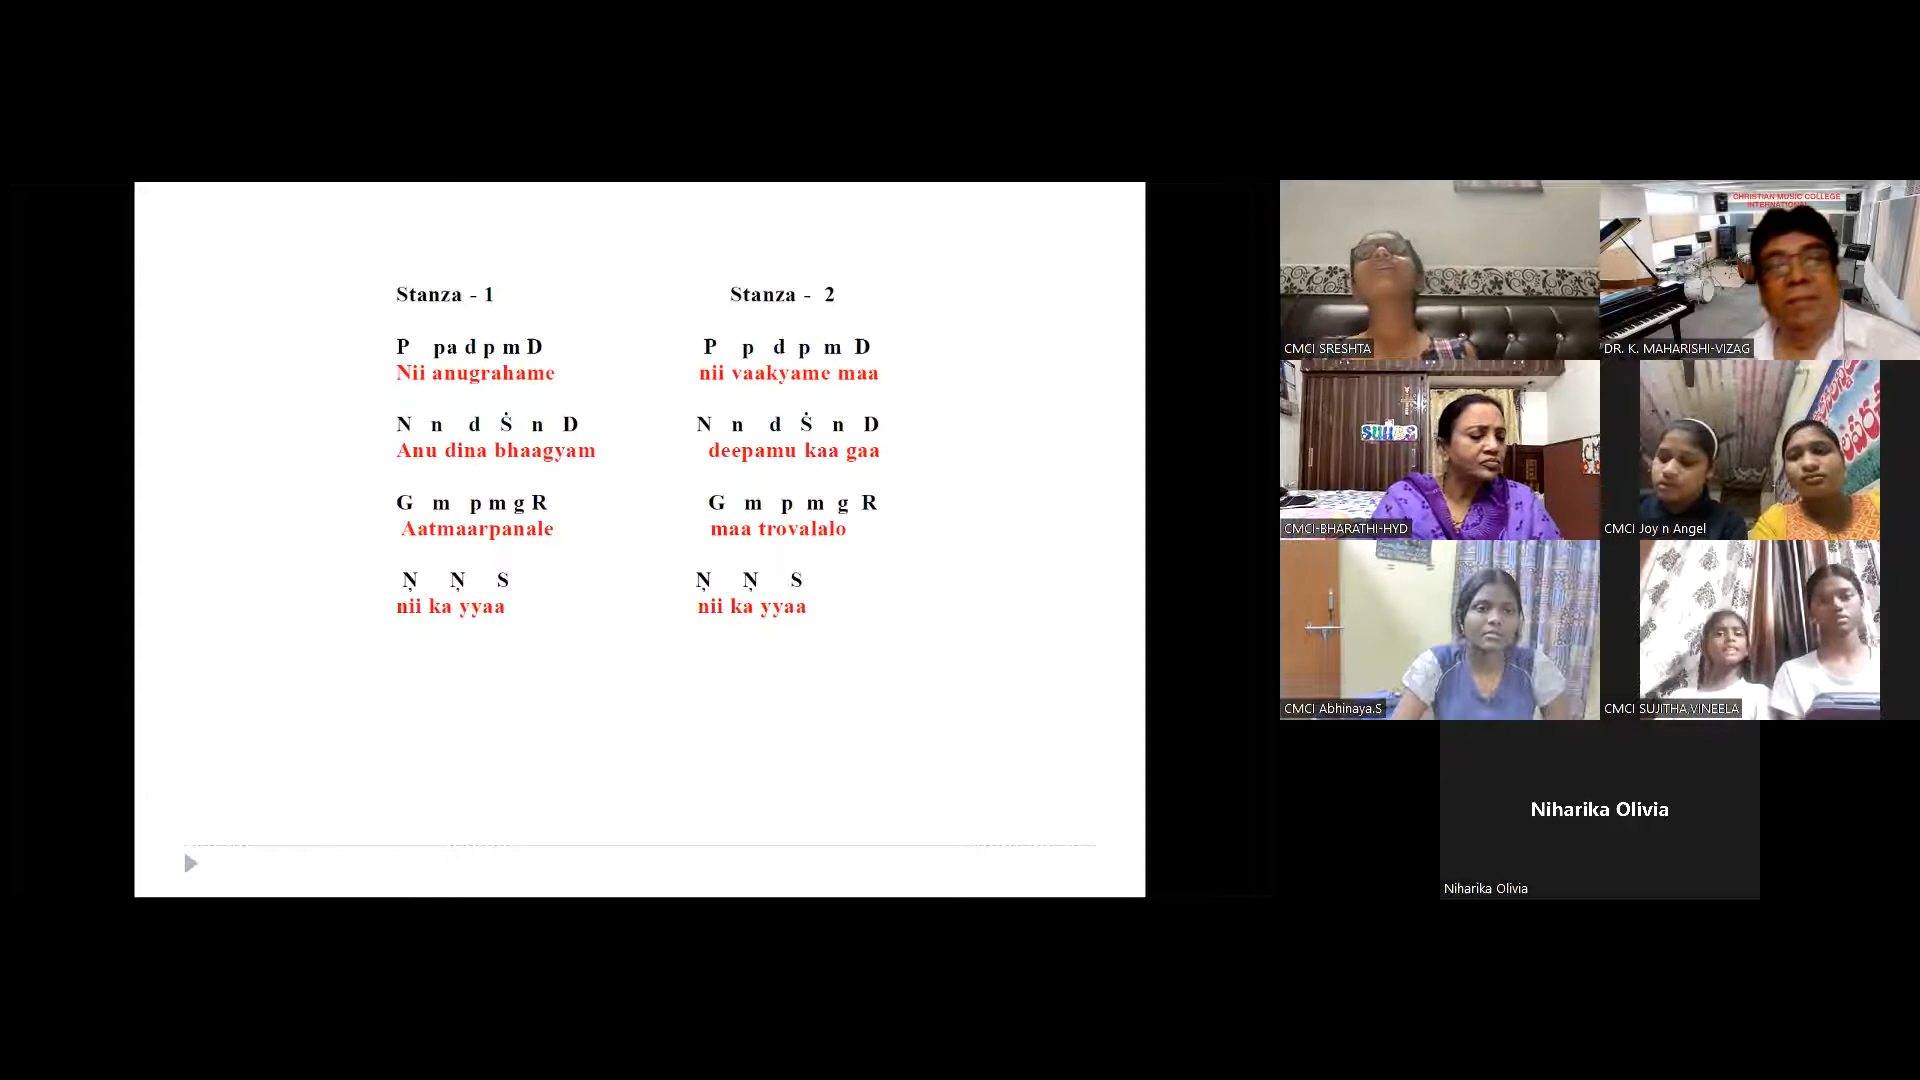 Stanza - 1
P pa d p m D
Nii anugrahame
N n d Ṡ n D
Anu dina bhaagyam
G m p m g R
Aatmaarpanale
Ṇ Ṇ S
nii ka yyaa
Stanza - 2
P p d p m D
nii vaakyame maa
N n d Ṡ n D
deepamu kaa gaa
G m p m g R
maa trovalalo
Ṇ Ṇ S
nii ka yyaa
CMCI SRESHTA
CHRISTIAN MUSIC COLLEGE
INTERNATIONAL
DR. K. MAHARISHI-VIZAG
CMCI-BHARATHI-HYD
CMCI Joy n Angel
CMCI Abhinaya.S
CMCI SUJITHA,VINEELA
Niharika Olivia
Niharika Olivia